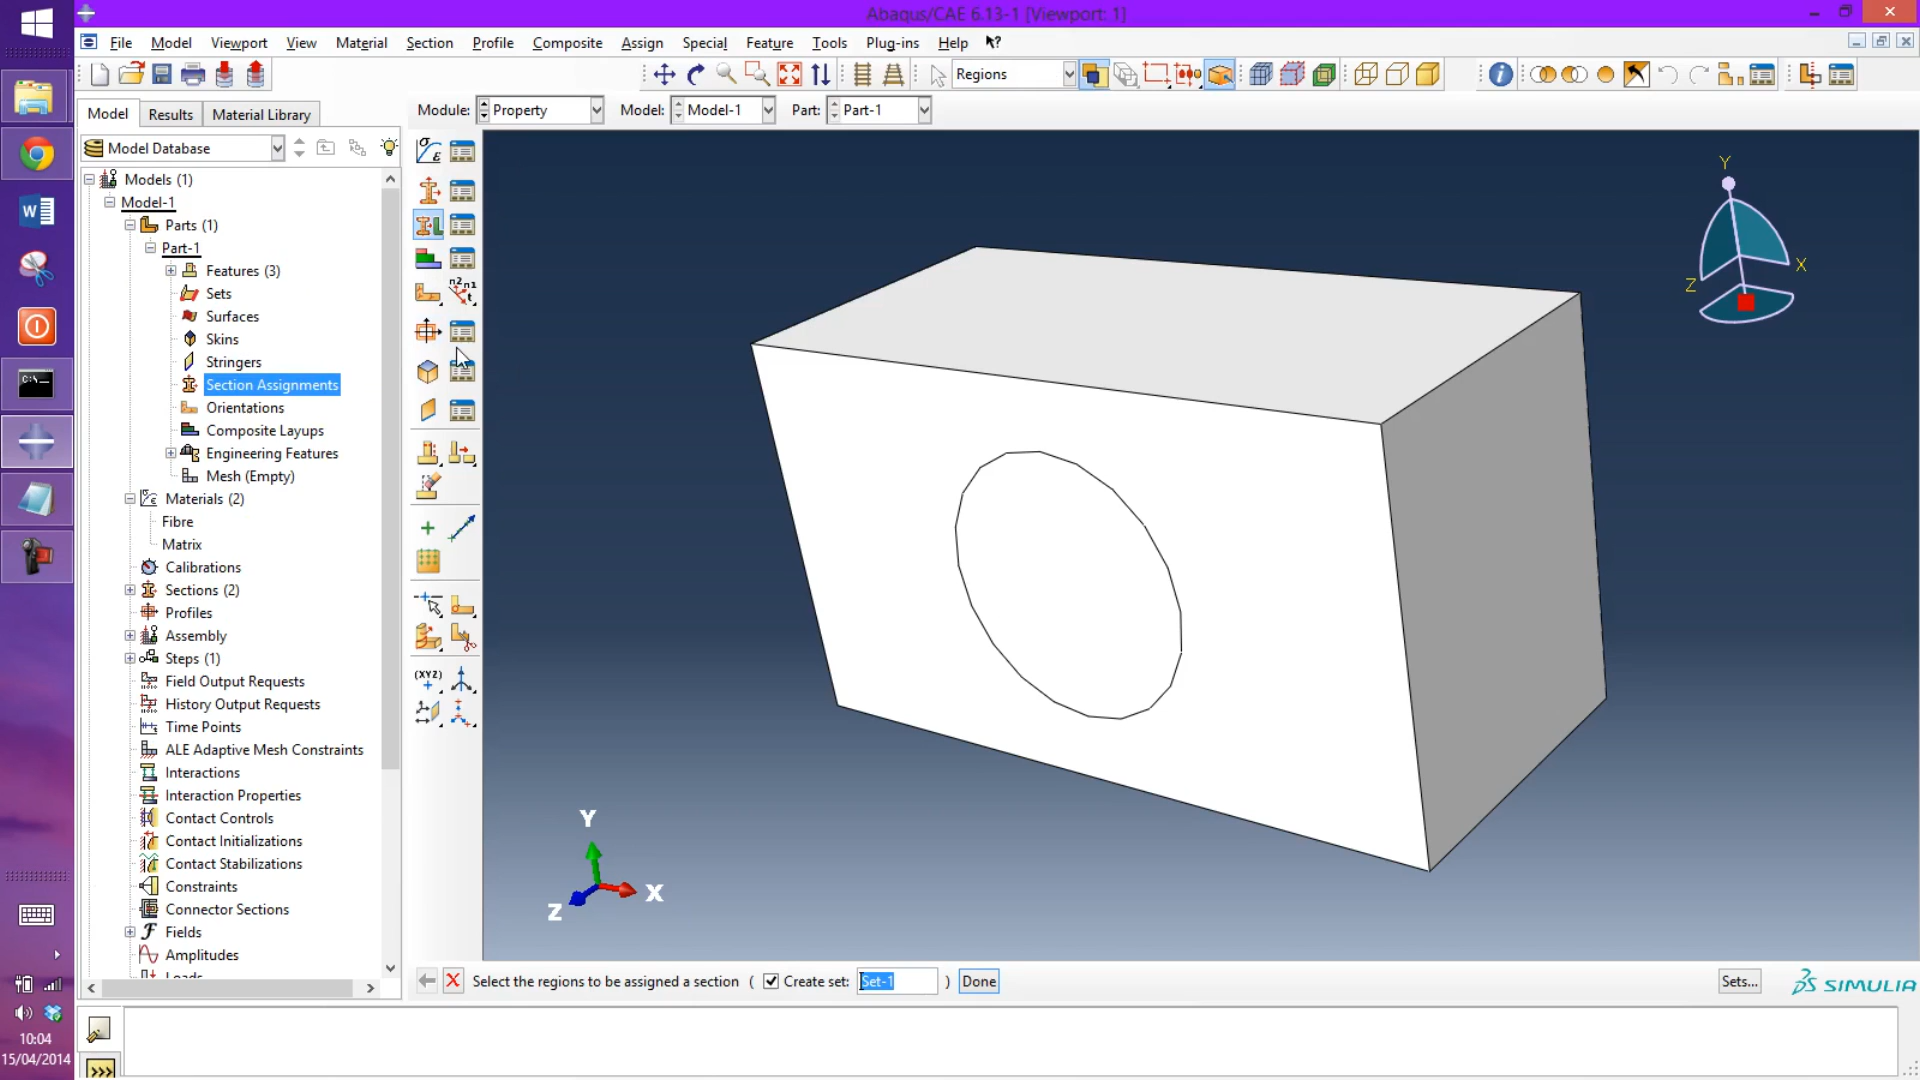 Abaqus/CAE 6.13-1 [Viewport: 1]
File Model Viewport View Material Section Profile Composite Assign Special Feature Tools Plug-ins Help
Regions
Model Results Material Library
Module: Property Model: Model-1 Part: Part-1
Model Database
Models (1)
Model-1
Parts (1)
Part-1
Features (3)
Sets
Surfaces
Skins
Stringers
Section Assignments
Orientations
Composite Layups
Engineering Features
Mesh (Empty)
Materials (2)
Fibre
Matrix
Calibrations
Sections (2)
Profiles
Assembly
Steps (1)
Field Output Requests
History Output Requests
Time Points
ALE Adaptive Mesh Constraints
Interactions
Interaction Properties
Contact Controls
Contact Initializations
Contact Stabilizations
Constraints
Connector Sections
Fields
Amplitudes
Loads
n2 n1
t
(XYZ)
Y
X
Z
Y
X
Z
Select the regions to be assigned a section ( Create set: Set-1 ) Done
Sets...
SIMULIA
>>>
10:04
15/04/2014